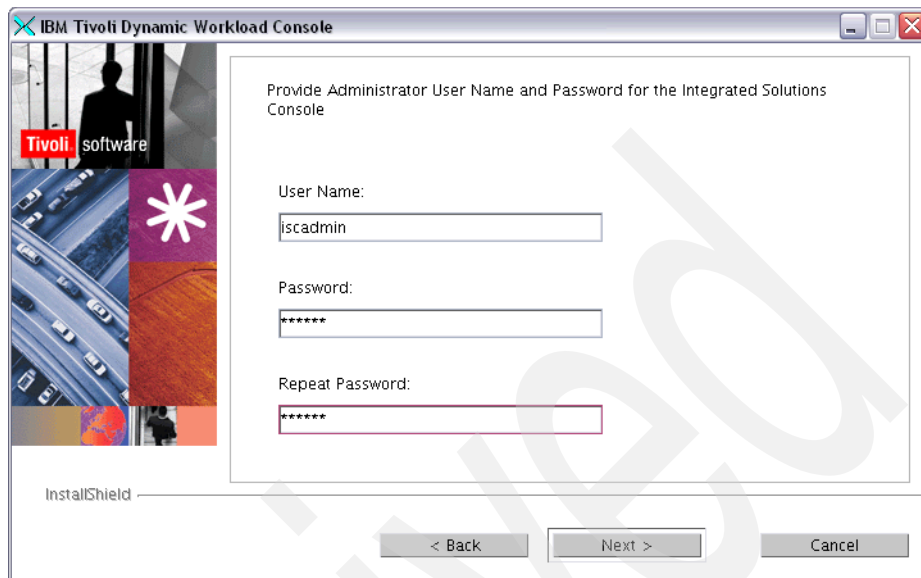 IBM Tivoli Dynamic Workload Console
Tivoli. software
Provide Administrator User Name and Password for the Integrated Solutions
Console
User Name:
iscadmin
Password:
******
Repeat Password:
******
InstallShield
< Back
Next >
Cancel